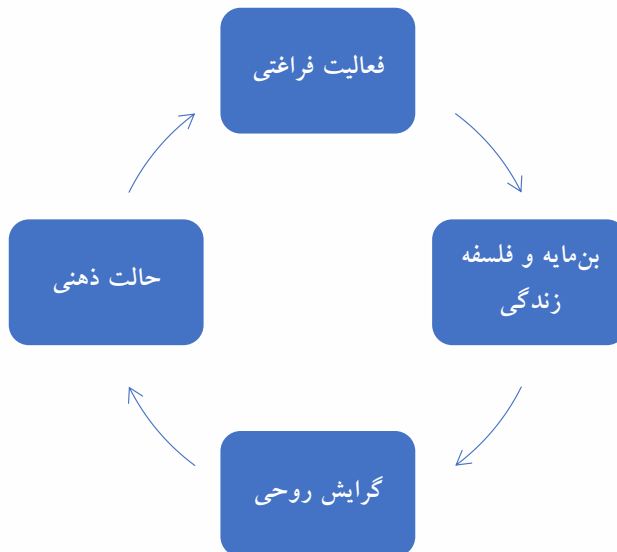 فعالیت فراغتی
بن‌مایه و فلسفه
زندگی
گرایش روحی
حالت ذهنی